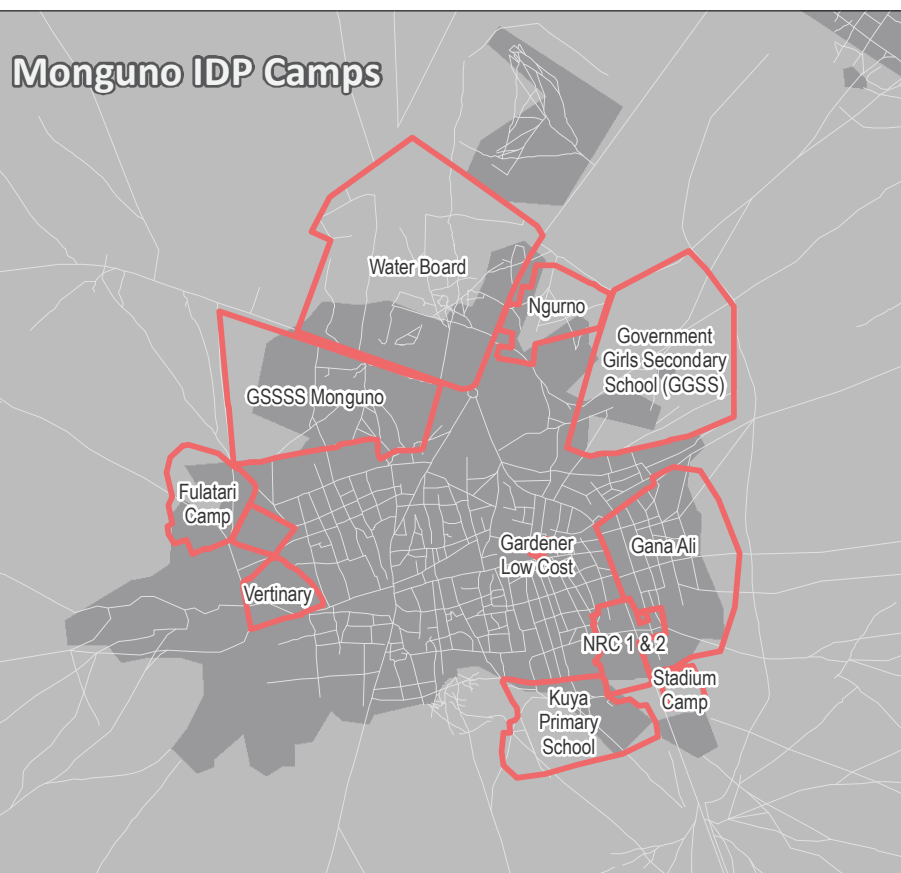 Monguno IDP Camps
Water Board
Ngurno
Government
Girls Secondary
School (GGSS)
GSSSS Monguno
Fulatari
Camp
Gardener
Low Cost
Gana Ali
Vertinary
NRC 1 & 2
Stadium
Camp
Kuya
Primary
School